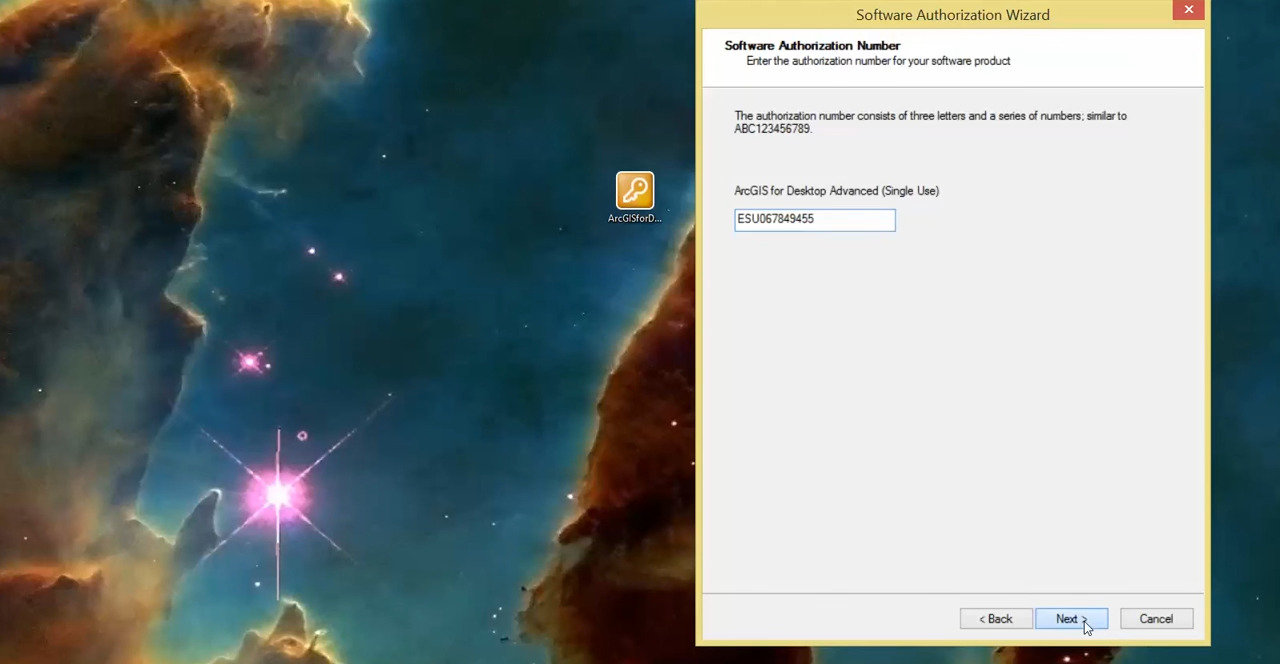 Software Authorization Wizard
Software Authorization Number
Enter the authorization number for your software product
The authorization number consists of three letters and a series of numbers; similar to
ABC123456789.
ArcGISforD...
ArcGIS for Desktop Advanced (Single Use)
ESU067849455
< Back
Next >
Cancel